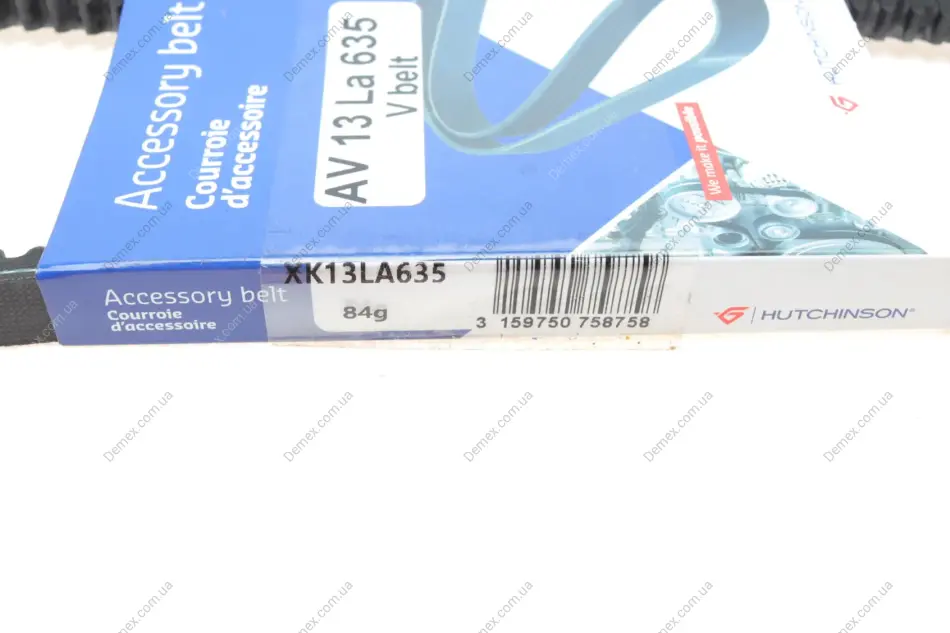 Accessory belt
Courroie
d'accessoire
AV 13 La 635
V belt
HUTCHINSON
We make it possible
XK13LA635
84g
3 159750 758758
Accessory belt
Courroie
d'accessoire
HUTCHINSON®
Demex.com.ua